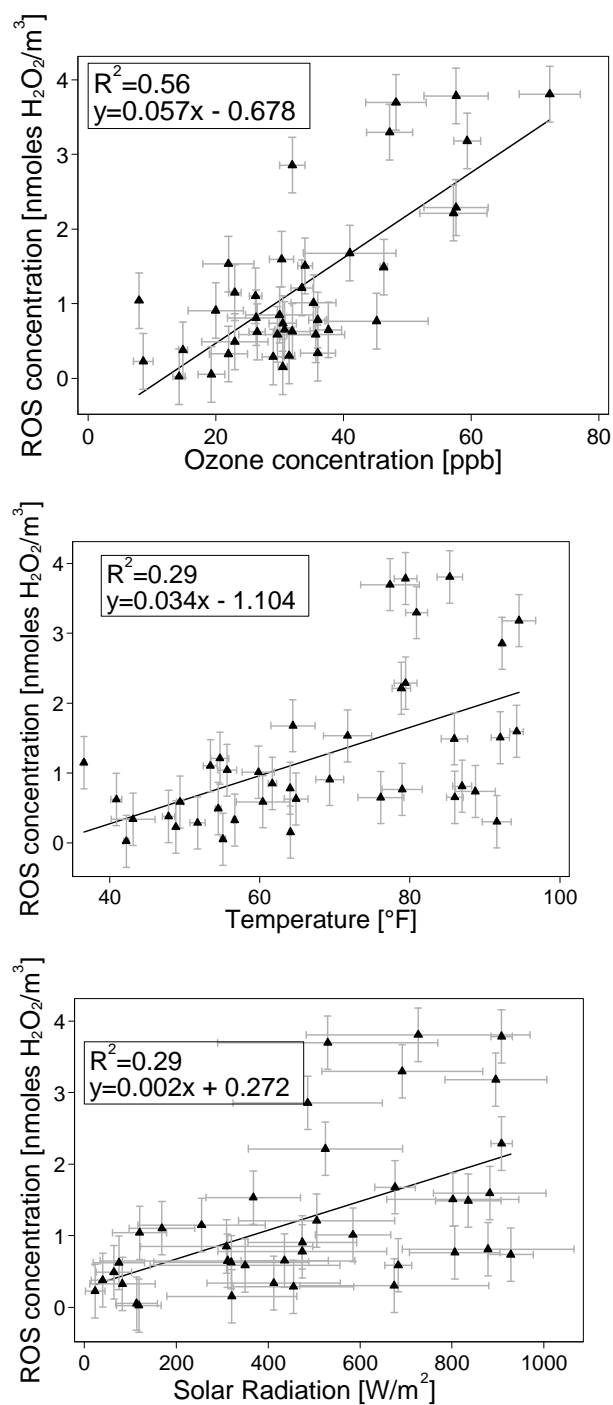 R²=0.56
y=0.057x - 0.678
ROS concentration [nmoles H₂O₂/m³]
4
3
2
1
0
0 20 40 60 80
Ozone concentration [ppb]
R²=0.29
y=0.034x - 1.104
ROS concentration [nmoles H₂O₂/m³]
4
3
2
1
0
40 60 80 100
Temperature [°F]
R²=0.29
y=0.002x + 0.272
ROS concentration [nmoles H₂O₂/m³]
4
3
2
1
0
0 200 400 600 800 1000
Solar Radiation [W/m²]